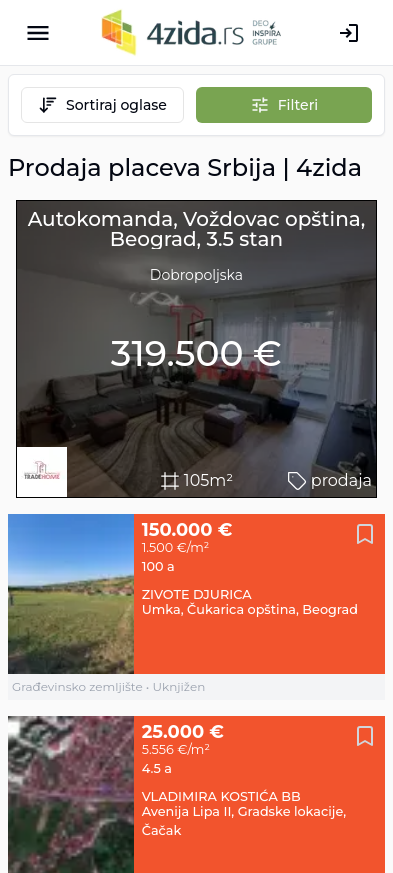 4zida.rs DEO INSPIRA GRUPE
Sortiraj oglase
Filteri
Prodaja placeva Srbija | 4zida
Autokomanda, Voždovac opština,
Beograd, 3.5 stan
Dobropoljska
319.500 €
TRADEHOME
105m²
prodaja
150.000 €
1.500 €/m²
100 a
ZIVOTE DJURICA
Umka, Čukarica opština, Beograd
Građevinsko zemljište • Uknjižen
25.000 €
5.556 €/m²
4.5 a
VLADIMIRA KOSTIĆA BB
Avenija Lipa II, Gradske lokacije,
Čačak